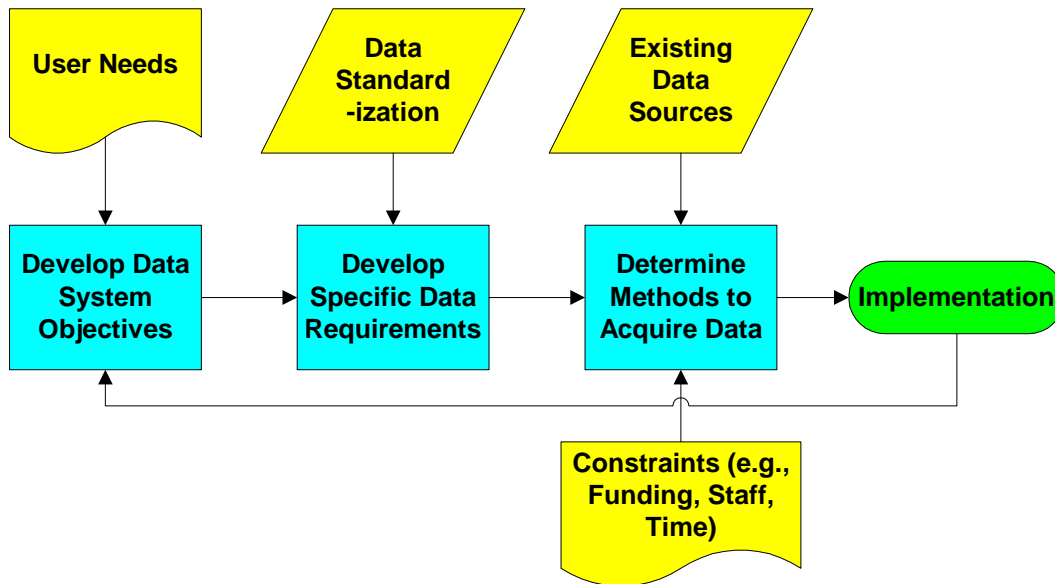 User Needs
Data
Standard
-ization
Existing
Data
Sources
Develop Data
System
Objectives
Develop
Specific Data
Requirements
Determine
Methods to
Acquire Data
Implementation
Constraints (e.g.,
Funding, Staff,
Time)